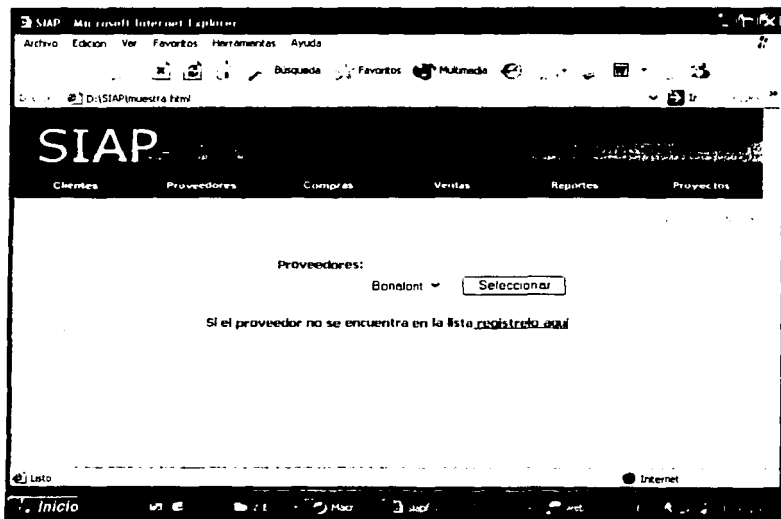 SIAP Microsoft Internet Explorer
Archivo Edicion Ver Favoritos Herramientas Ayuda
Búsqueda Favoritos Multimedia
D:\SIAP\muestra.html Ir
SIAP
Clientes Proveedores Compras Ventas Reportes Proyectos
Proveedores:
Bonafont Seleccionar
Si el proveedor no se encuentra en la lista registrelo aquí
Listo Internet
Inicio